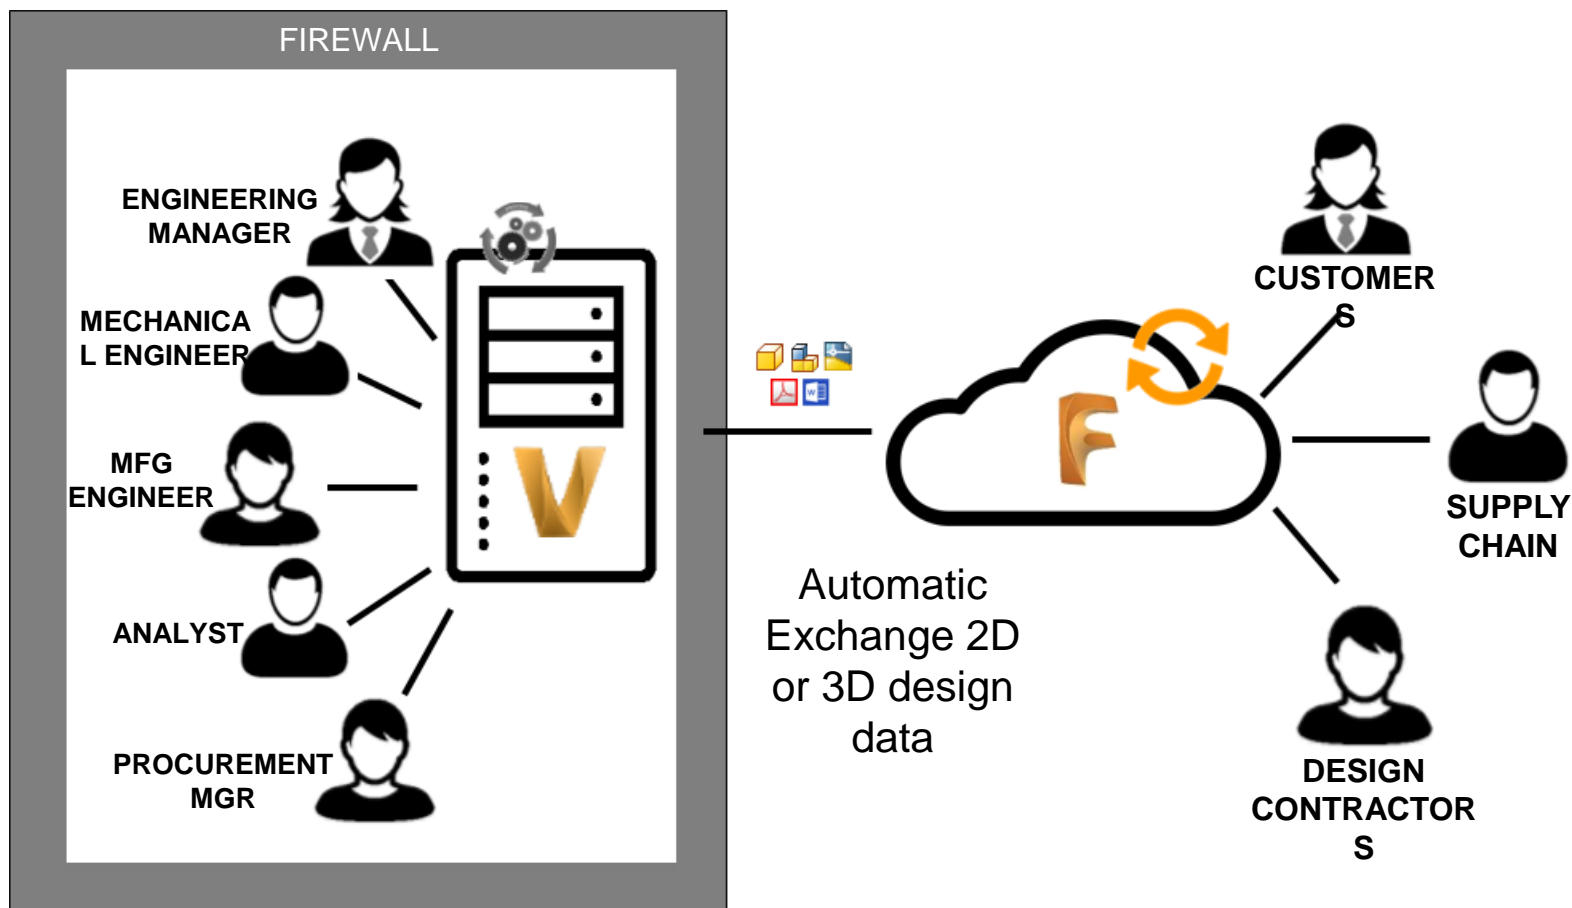 FIREWALL
ENGINEERING
MANAGER
MECHANICA
L ENGINEER
MFG
ENGINEER
ANALYST
PROCUREMENT
MGR
V
Automatic
Exchange 2D
or 3D design
data
F
CUSTOMER
S
SUPPLY
CHAIN
DESIGN
CONTRACTOR
S